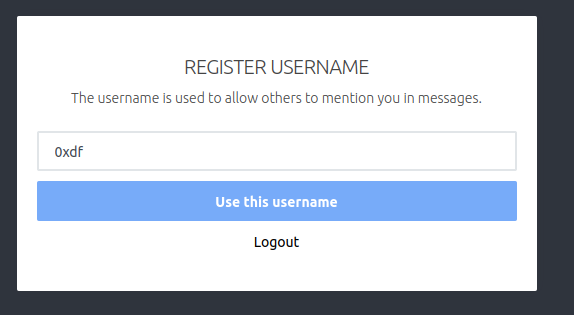 REGISTER USERNAME
The username is used to allow others to mention you in messages.
0xdf
Use this username
Logout